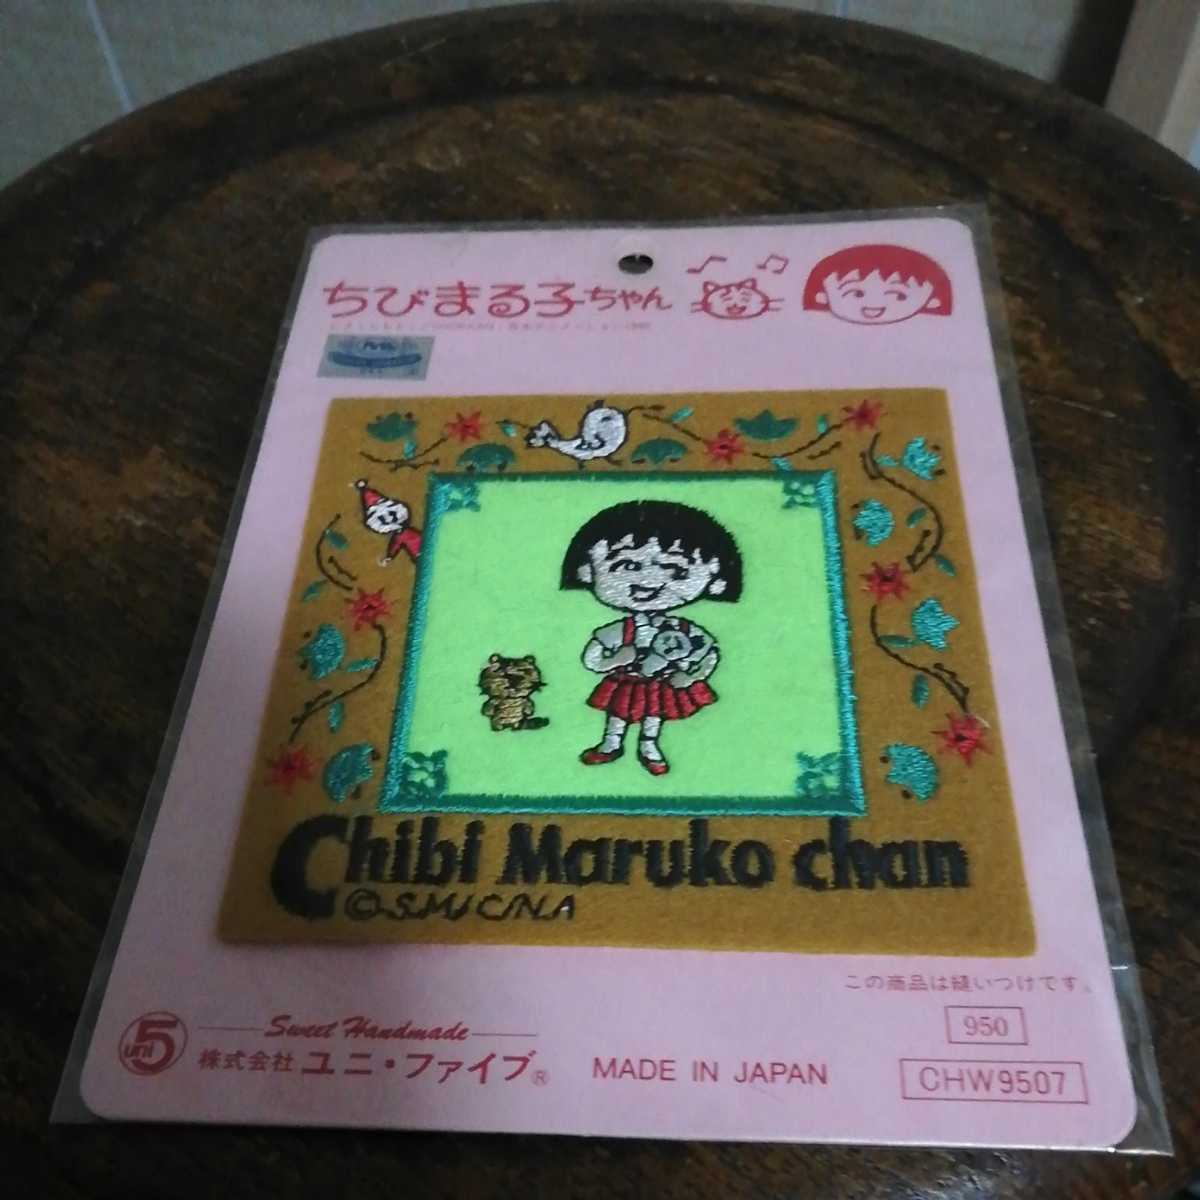 ちびまる子ちゃん
Chibi Maruko chan
© S.M/C/N.A
この商品は縫いつけです。
950
uni 5
Sweet Handmade
株式会社 ユニ・ファイブ®
MADE IN JAPAN
CHW9507